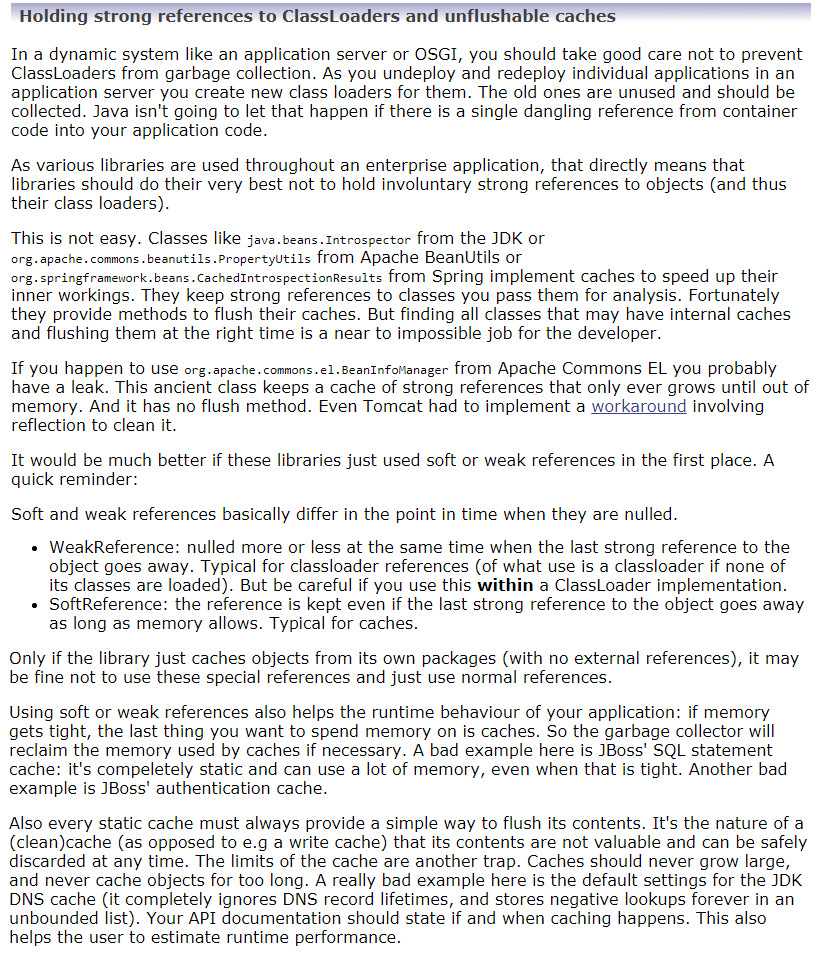 Holding strong references to ClassLoaders and unflushable caches
In a dynamic system like an application server or OSGI, you should take good care not to prevent
ClassLoaders from garbage collection. As you undeploy and redeploy individual applications in an
application server you create new class loaders for them. The old ones are unused and should be
collected. Java isn't going to let that happen if there is a single dangling reference from container
code into your application code.
As various libraries are used throughout an enterprise application, that directly means that
libraries should do their very best not to hold involuntary strong references to objects (and thus
their class loaders).
This is not easy. Classes like java.beans.Introspector from the JDK or
org.apache.commons.beanutils.PropertyUtils from Apache BeanUtils or
org.springframework.beans.CachedIntrospectionResults from Spring implement caches to speed up their
inner workings. They keep strong references to classes you pass them for analysis. Fortunately
they provide methods to flush their caches. But finding all classes that may have internal caches
and flushing them at the right time is a near to impossible job for the developer.
If you happen to use org.apache.commons.el.BeanInfoManager from Apache Commons EL you probably
have a leak. This ancient class keeps a cache of strong references that only ever grows until out of
memory. And it has no flush method. Even Tomcat had to implement a workaround involving
reflection to clean it.
It would be much better if these libraries just used soft or weak references in the first place. A
quick reminder:
Soft and weak references basically differ in the point in time when they are nulled.
• WeakReference: nulled more or less at the same time when the last strong reference to the
object goes away. Typical for classloader references (of what use is a classloader if none of
its classes are loaded). But be careful if you use this within a ClassLoader implementation.
• SoftReference: the reference is kept even if the last strong reference to the object goes away
as long as memory allows. Typical for caches.
Only if the library just caches objects from its own packages (with no external references), it may
be fine not to use these special references and just use normal references.
Using soft or weak references also helps the runtime behaviour of your application: if memory
gets tight, the last thing you want to spend memory on is caches. So the garbage collector will
reclaim the memory used by caches if necessary. A bad example here is JBoss' SQL statement
cache: it's compeletely static and can use a lot of memory, even when that is tight. Another bad
example is JBoss' authentication cache.
Also every static cache must always provide a simple way to flush its contents. It's the nature of a
(clean)cache (as opposed to e.g a write cache) that its contents are not valuable and can be safely
discarded at any time. The limits of the cache are another trap. Caches should never grow large,
and never cache objects for too long. A really bad example here is the default settings for the JDK
DNS cache (it completely ignores DNS record lifetimes, and stores negative lookups forever in an
unbounded list). Your API documentation should state if and when caching happens. This also
helps the user to estimate runtime performance.